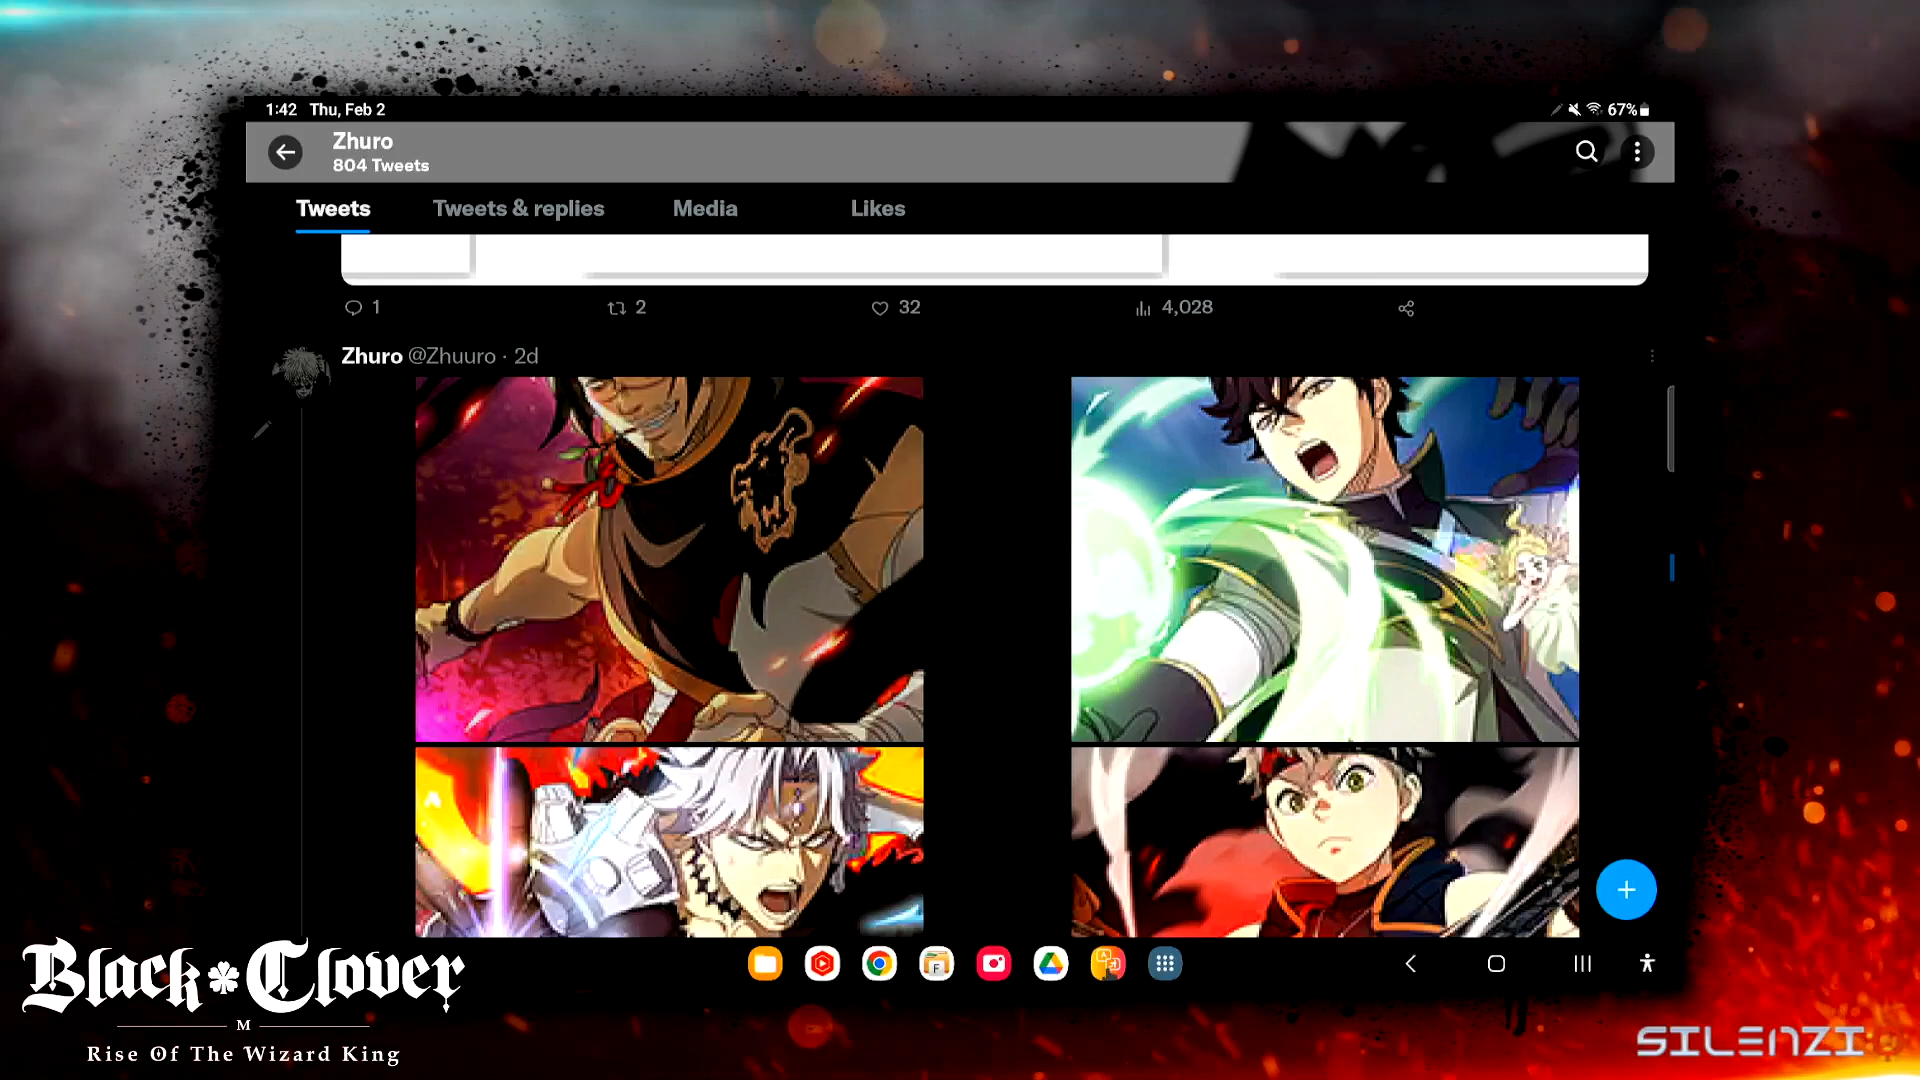 1:42 Thu, Feb 2
67%
Zhuro
804 Tweets
Tweets Tweets & replies Media Likes
1 2 32 4,028
Zhuro @Zhuuro · 2d
Black Clover
M
Rise Of The Wizard King
SILENZI